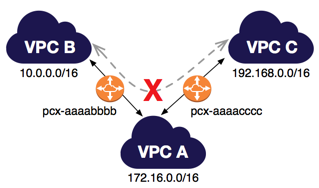 VPC B
VPC C
10.0.0.0/16
192.168.0.0/16
X
pcx-aaaabbbb
pcx-aaaacccc
VPC A
172.16.0.0/16